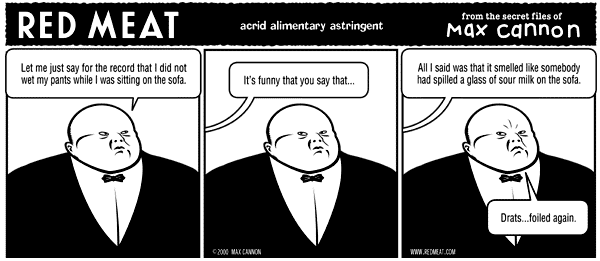 RED MEAT
acrid alimentary astringent
from the secret files of
Max cannon
Let me just say for the record that I did not
wet my pants while I was sitting on the sofa.
It's funny that you say that...
All I said was that it smelled like somebody
had spilled a glass of sour milk on the sofa.
Drats...foiled again.
©2000 MAX CANNON
WWW.REDMEAT.COM